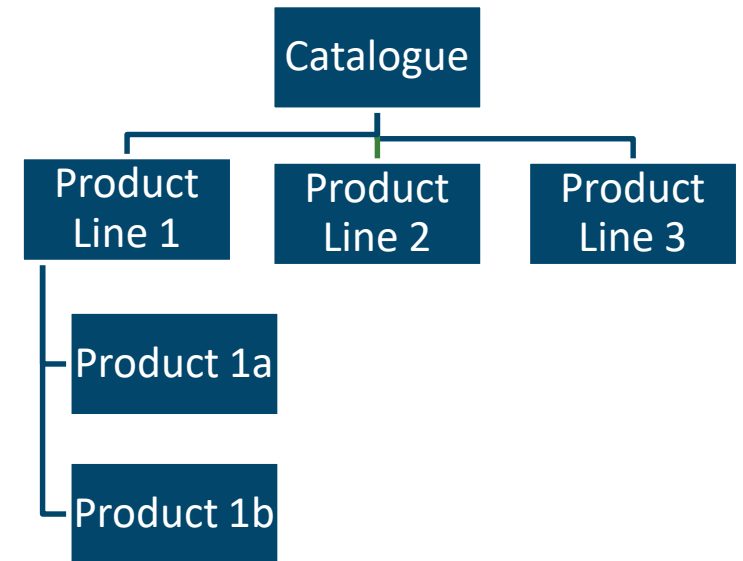 Catalogue
Product
Line 1
Product
Line 2
Product
Line 3
Product 1a
Product 1b